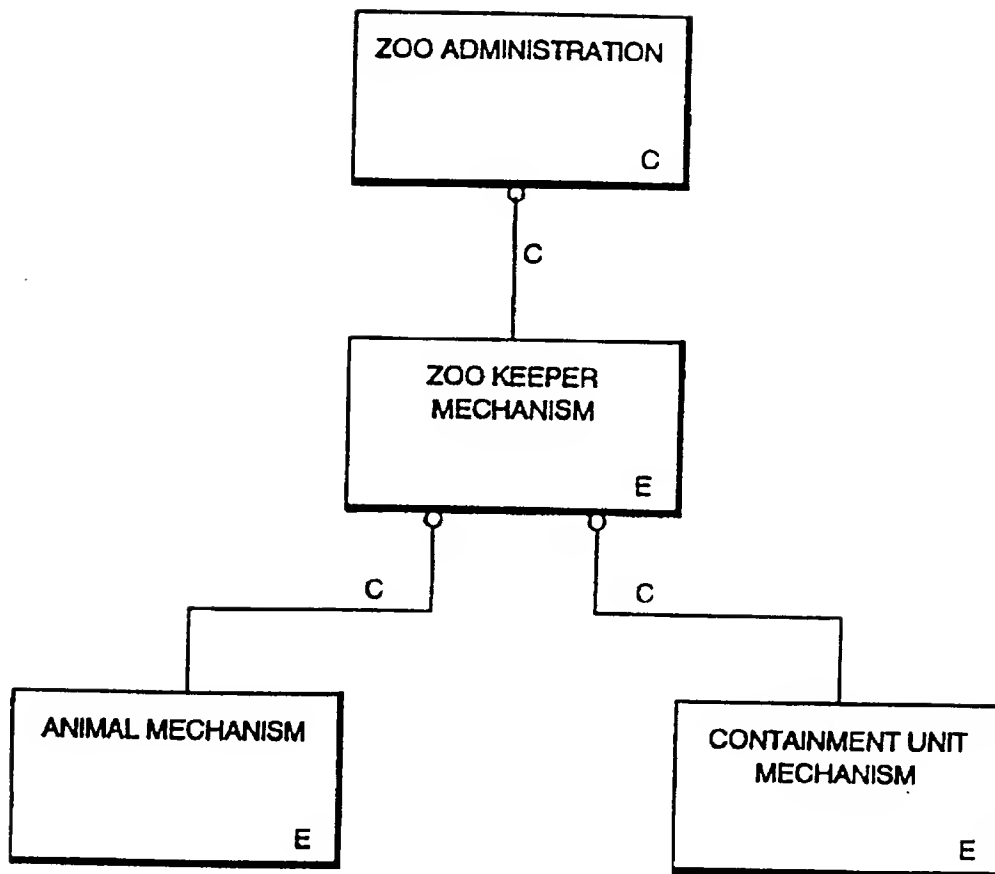 ZOO ADMINISTRATION
C
C
ZOO KEEPER
MECHANISM
E
C
C
ANIMAL MECHANISM
E
CONTAINMENT UNIT
MECHANISM
E